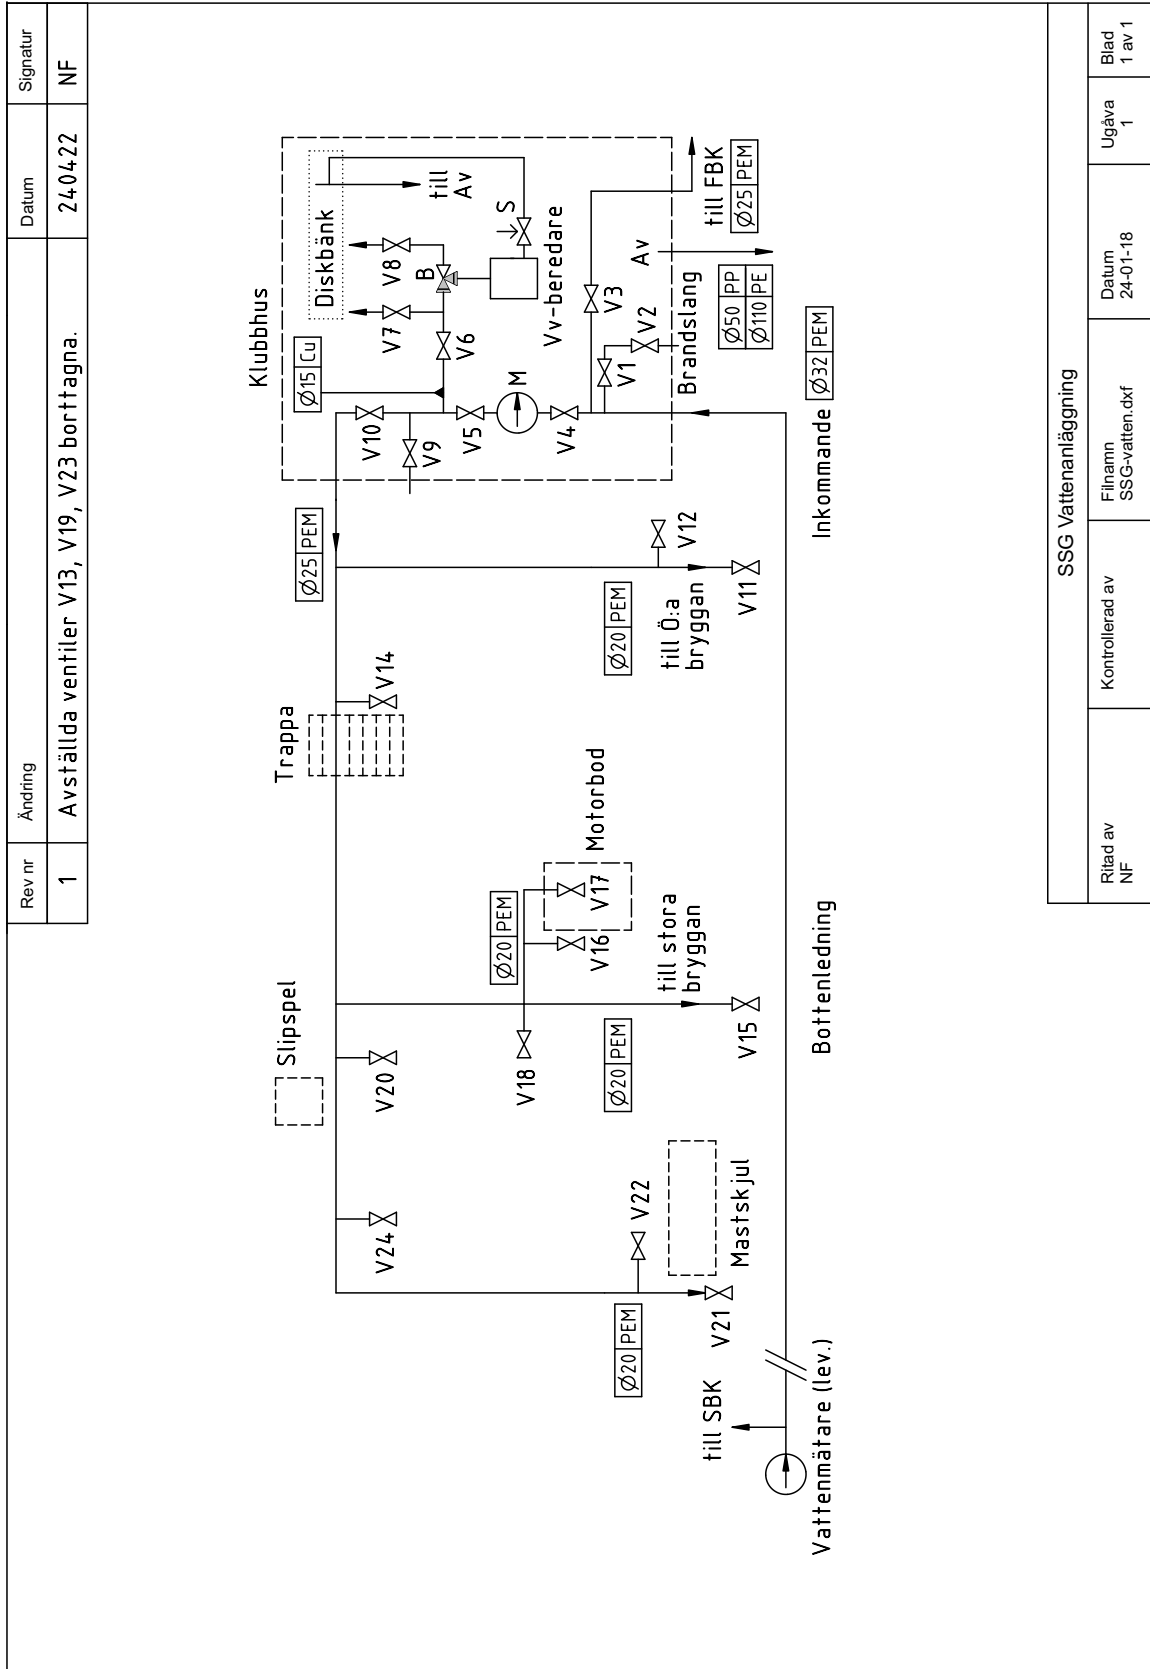 Rev nr Ändring Datum Signatur
1 Avställda ventiler V13, V19, V23 borttagna. 240422 NF
Klubbhus
Diskbänk
till
Av
Ø15 Cu
V7
V8
B
S
V6
Vv-beredare
V10
V9
V5
M
V4
V1
V2
V3
Brandslang
Av
till FBK
Ø25 PEM
Ø50 PP
Ø110 PE
Inkommande Ø32 PEM
Ø25 PEM
V12
Ø20 PEM
till Ö:a
bryggan
V11
Trappa
V14
Motorbod
V17
V16
Ø20 PEM
till stora
bryggan
V18
Ø20 PEM
V15
Slipspel
V20
V24
V22
Mastskjul
Ø20 PEM
V21
Bottenledning
till SBK
Vattenmätare (lev.)
SSG Vattenanläggning
Ritad av
NF
Kontrollerad av
Filnamn
SSG-vatten.dxf
Datum
24-01-18
Ugåva
1
Blad
1 av 1